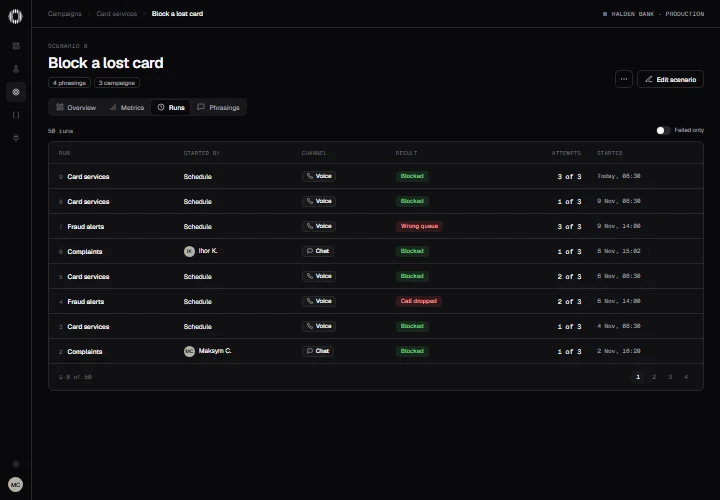 Campaigns / Card services / Block a lost card
HALDEN BANK · PRODUCTION
SCENARIO 8
Block a lost card
4 phrasings 3 campaigns
Edit scenario
Overview Metrics Runs Phrasings
50 runs
Failed only
RUN STARTED BY CHANNEL RESULT ATTEMPTS STARTED
9 Card services Schedule Voice Blocked 3 of 3 Today, 08:30
8 Card services Schedule Voice Blocked 1 of 3 9 Nov, 08:30
7 Fraud alerts Schedule Voice Wrong queue 3 of 3 9 Nov, 14:00
6 Complaints IK Ihor K. Chat Blocked 1 of 3 8 Nov, 15:02
5 Card services Schedule Voice Blocked 2 of 3 6 Nov, 08:30
4 Fraud alerts Schedule Voice Call dropped 2 of 3 6 Nov, 14:00
3 Card services Schedule Voice Blocked 1 of 3 4 Nov, 08:30
2 Complaints MC Maksym C. Chat Blocked 1 of 3 2 Nov, 16:20
1–8 of 50
1 2 3 4
MC